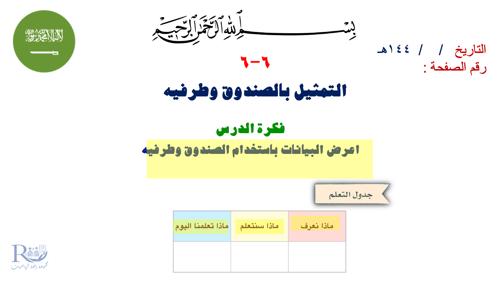 بسم الله الرحمن الرحيم
التاريخ / / ١٤٤هـ
رقم الصفحة :
٦-٦
التمثيل بالصندوق وطرفيه
فكرة الدرس
اعرض البيانات باستخدام الصندوق وطرفيه
جدول التعلم
ماذا نعرف ماذا سنتعلم ماذا تعلمنا اليوم